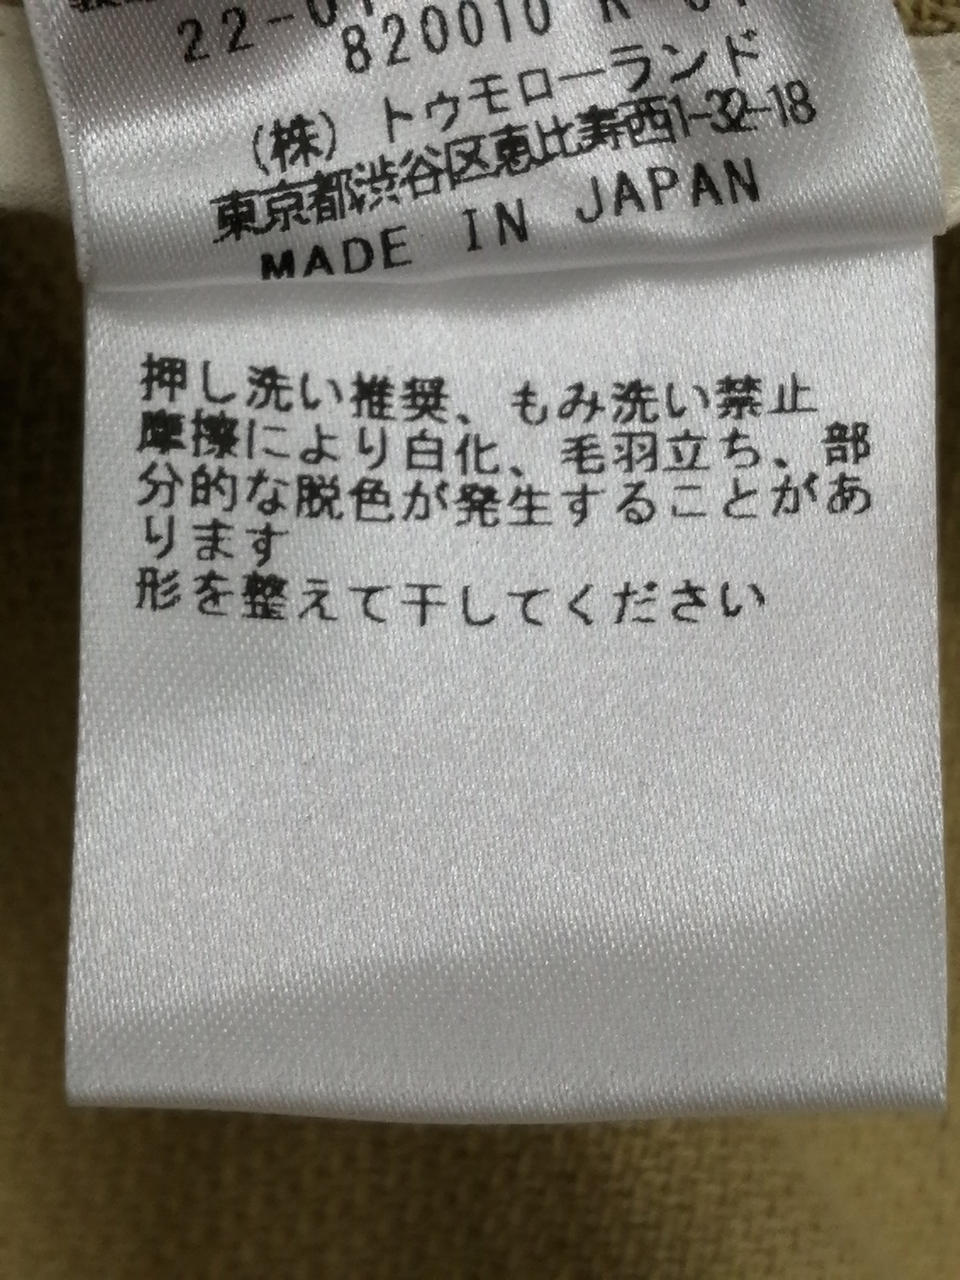 820010
(株) トゥモローランド
東京都渋谷区恵比寿西1-32-18
MADE IN JAPAN
押し洗い推奨、もみ洗い禁止
摩擦により白化、毛羽立ち、部
分的な脱色が発生することがあ
ります
形を整えて干してください